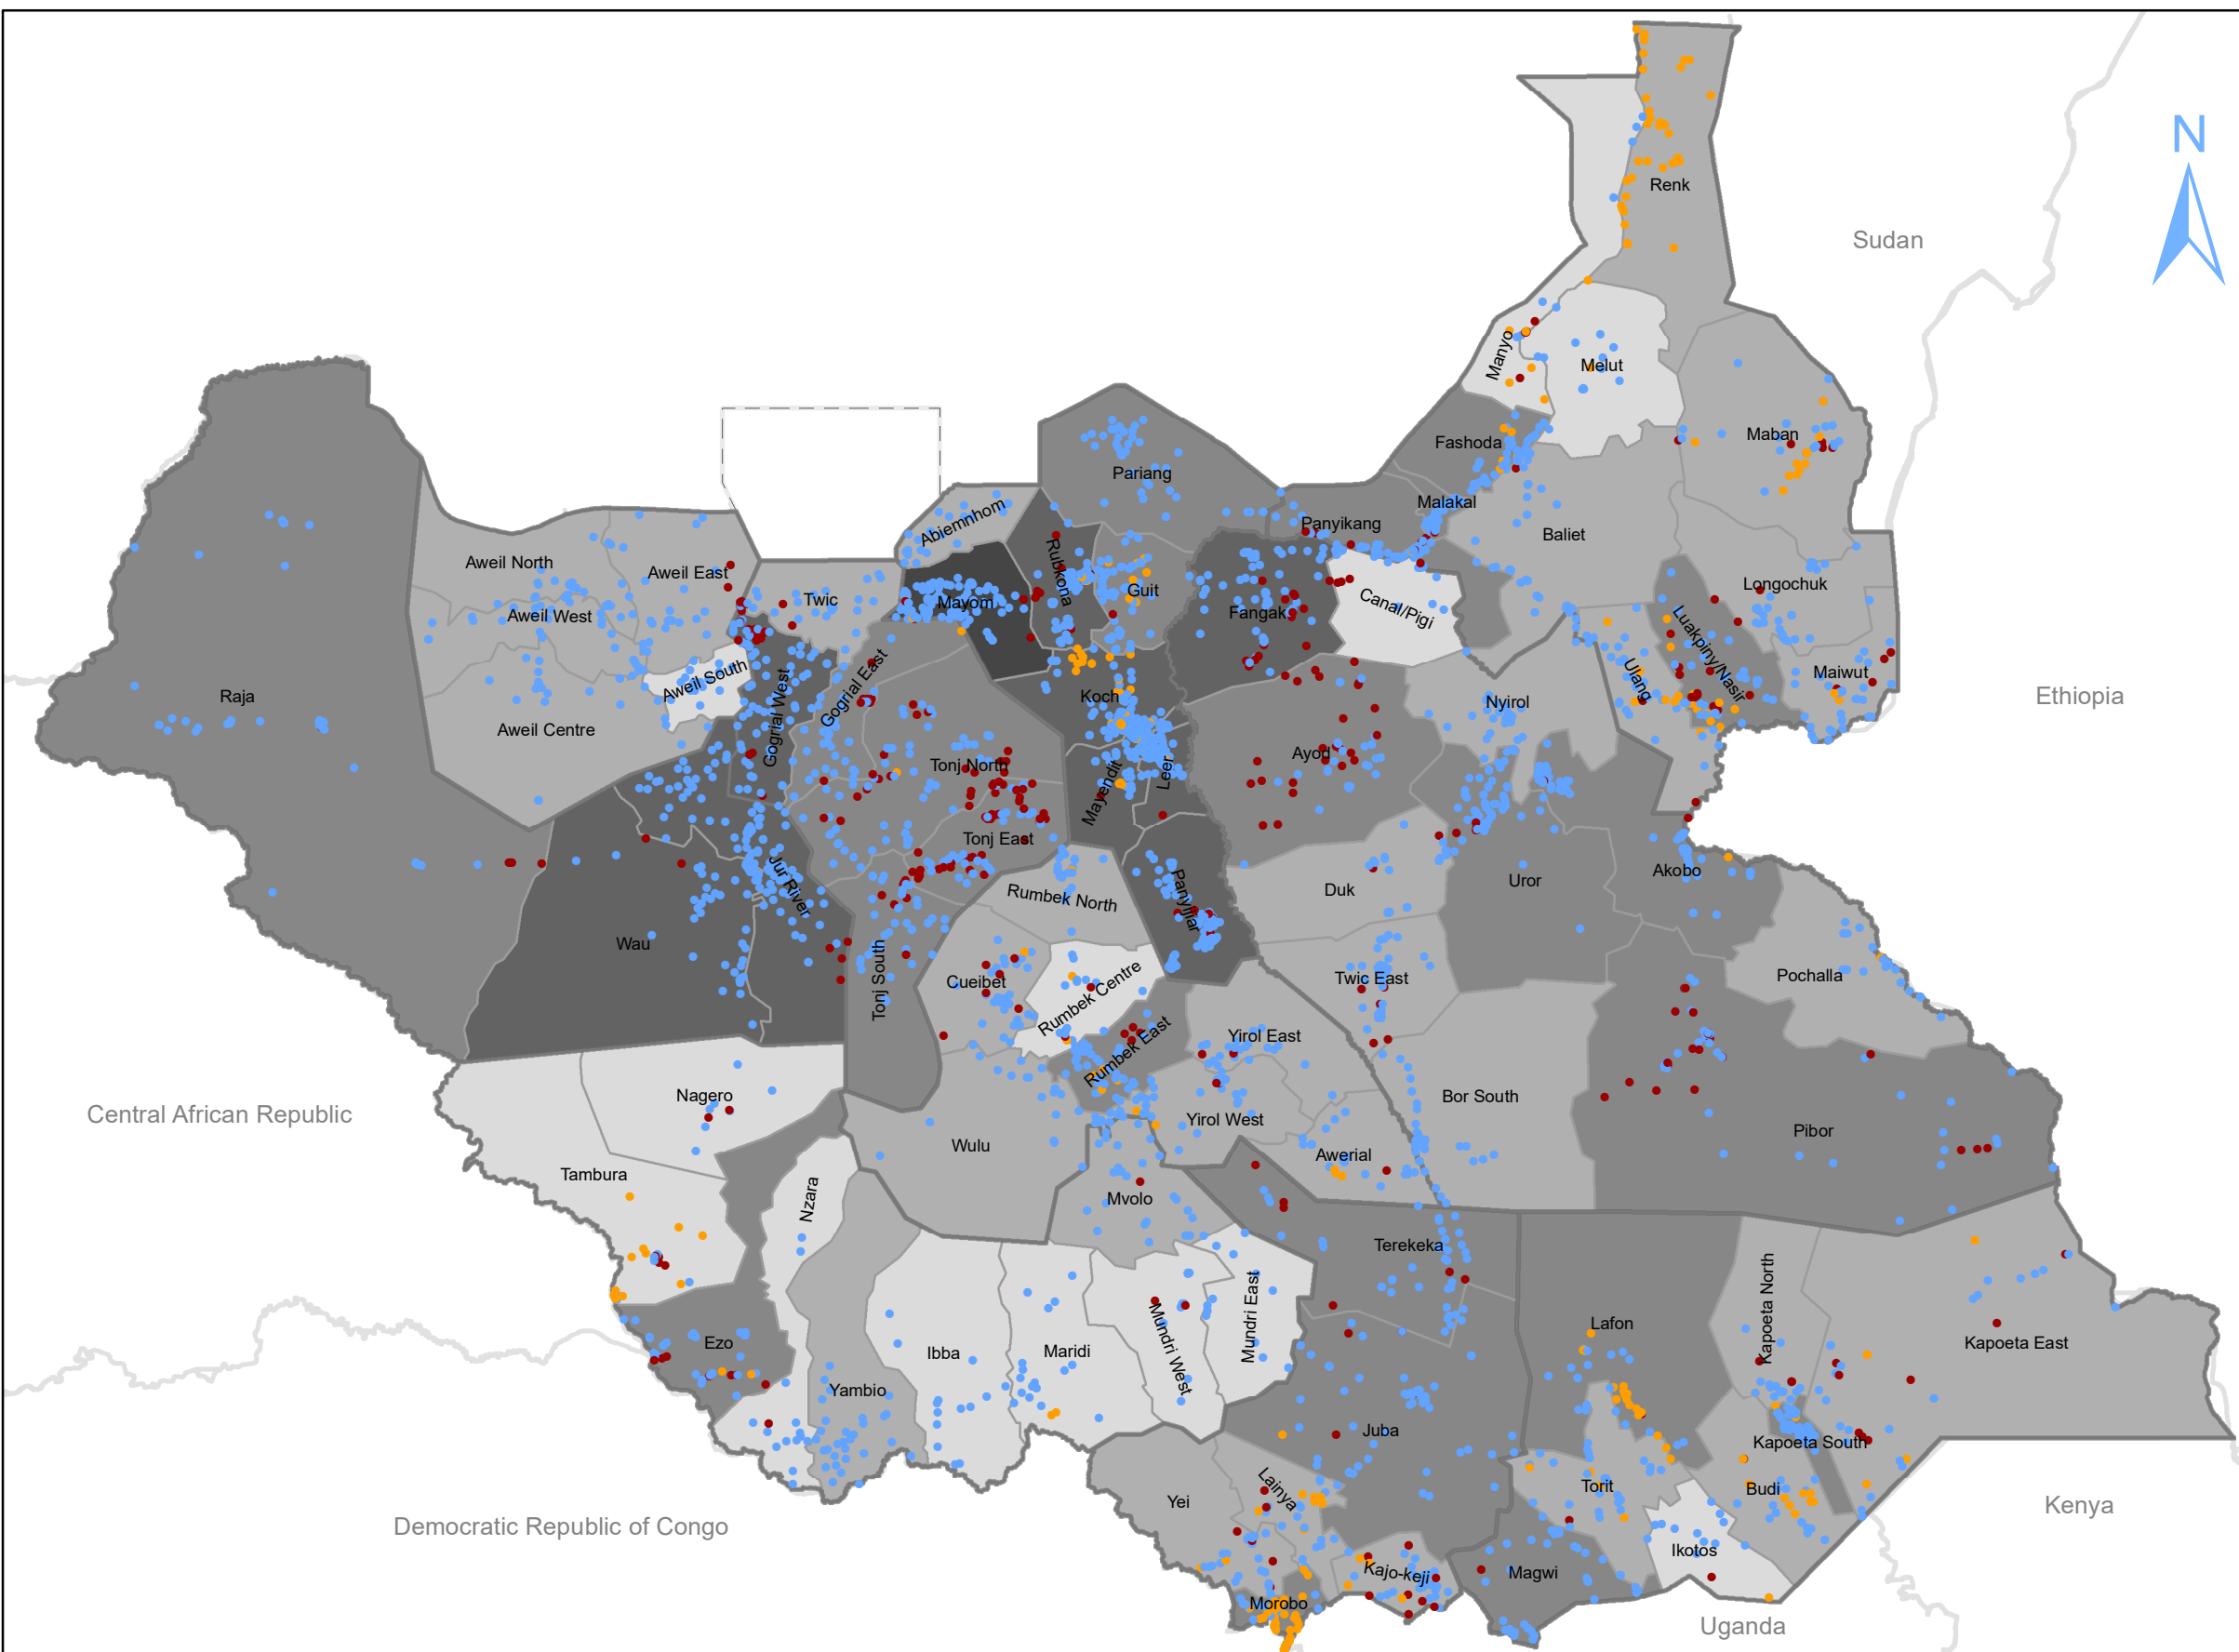 N
Renk
Sudan
Manyo
Melut
Fashoda
Maban
Pariang
Malakal
Abiemnhom
Panyikang
Baliet
Aweil North
Aweil East
Rubkona
Longochuk
Guit
Twic
Mayom
Fangak
Canal/Pigi
Aweil West
Luakpiny/Nasir
Ulang
Maiwut
Aweil South
Gogrial East
Raja
Koch
Ethiopia
Nyirol
Gogrial West
Aweil Centre
Ayod
Tonj North
Leer
Mayendit
Tonj East
Akobo
Uror
Duk
Jur River
Rumbek North
Panyijiar
Wau
Tonj South
Cueibet
Twic East
Pochalla
Rumbek Centre
Yirol East
Rumbek East
Nagero
Bor South
Central African Republic
Yirol West
Pibor
Wulu
Awerial
Tambura
Nzara
Mvolo
Terekeka
Kapoeta North
Mundri East
Lafon
Ezo
Ibba
Maridi
Mundri West
Kapoeta East
Yambio
Juba
Kapoeta South
Lainya
Torit
Budi
Yei
Kenya
Democratic Republic of Congo
Ikotos
Kajo-keji
Magwi
Morobo
Uganda